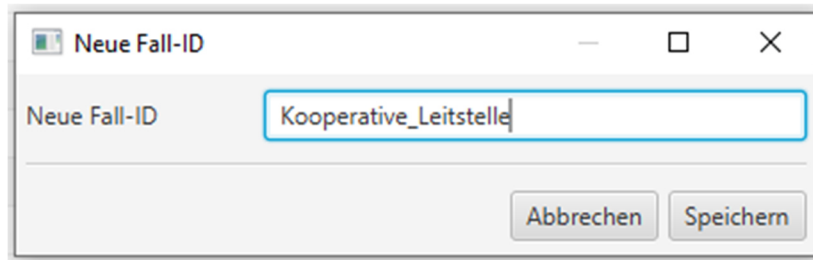 Neue Fall-ID
Neue Fall-ID Kooperative_Leitstelle
Abbrechen Speichern